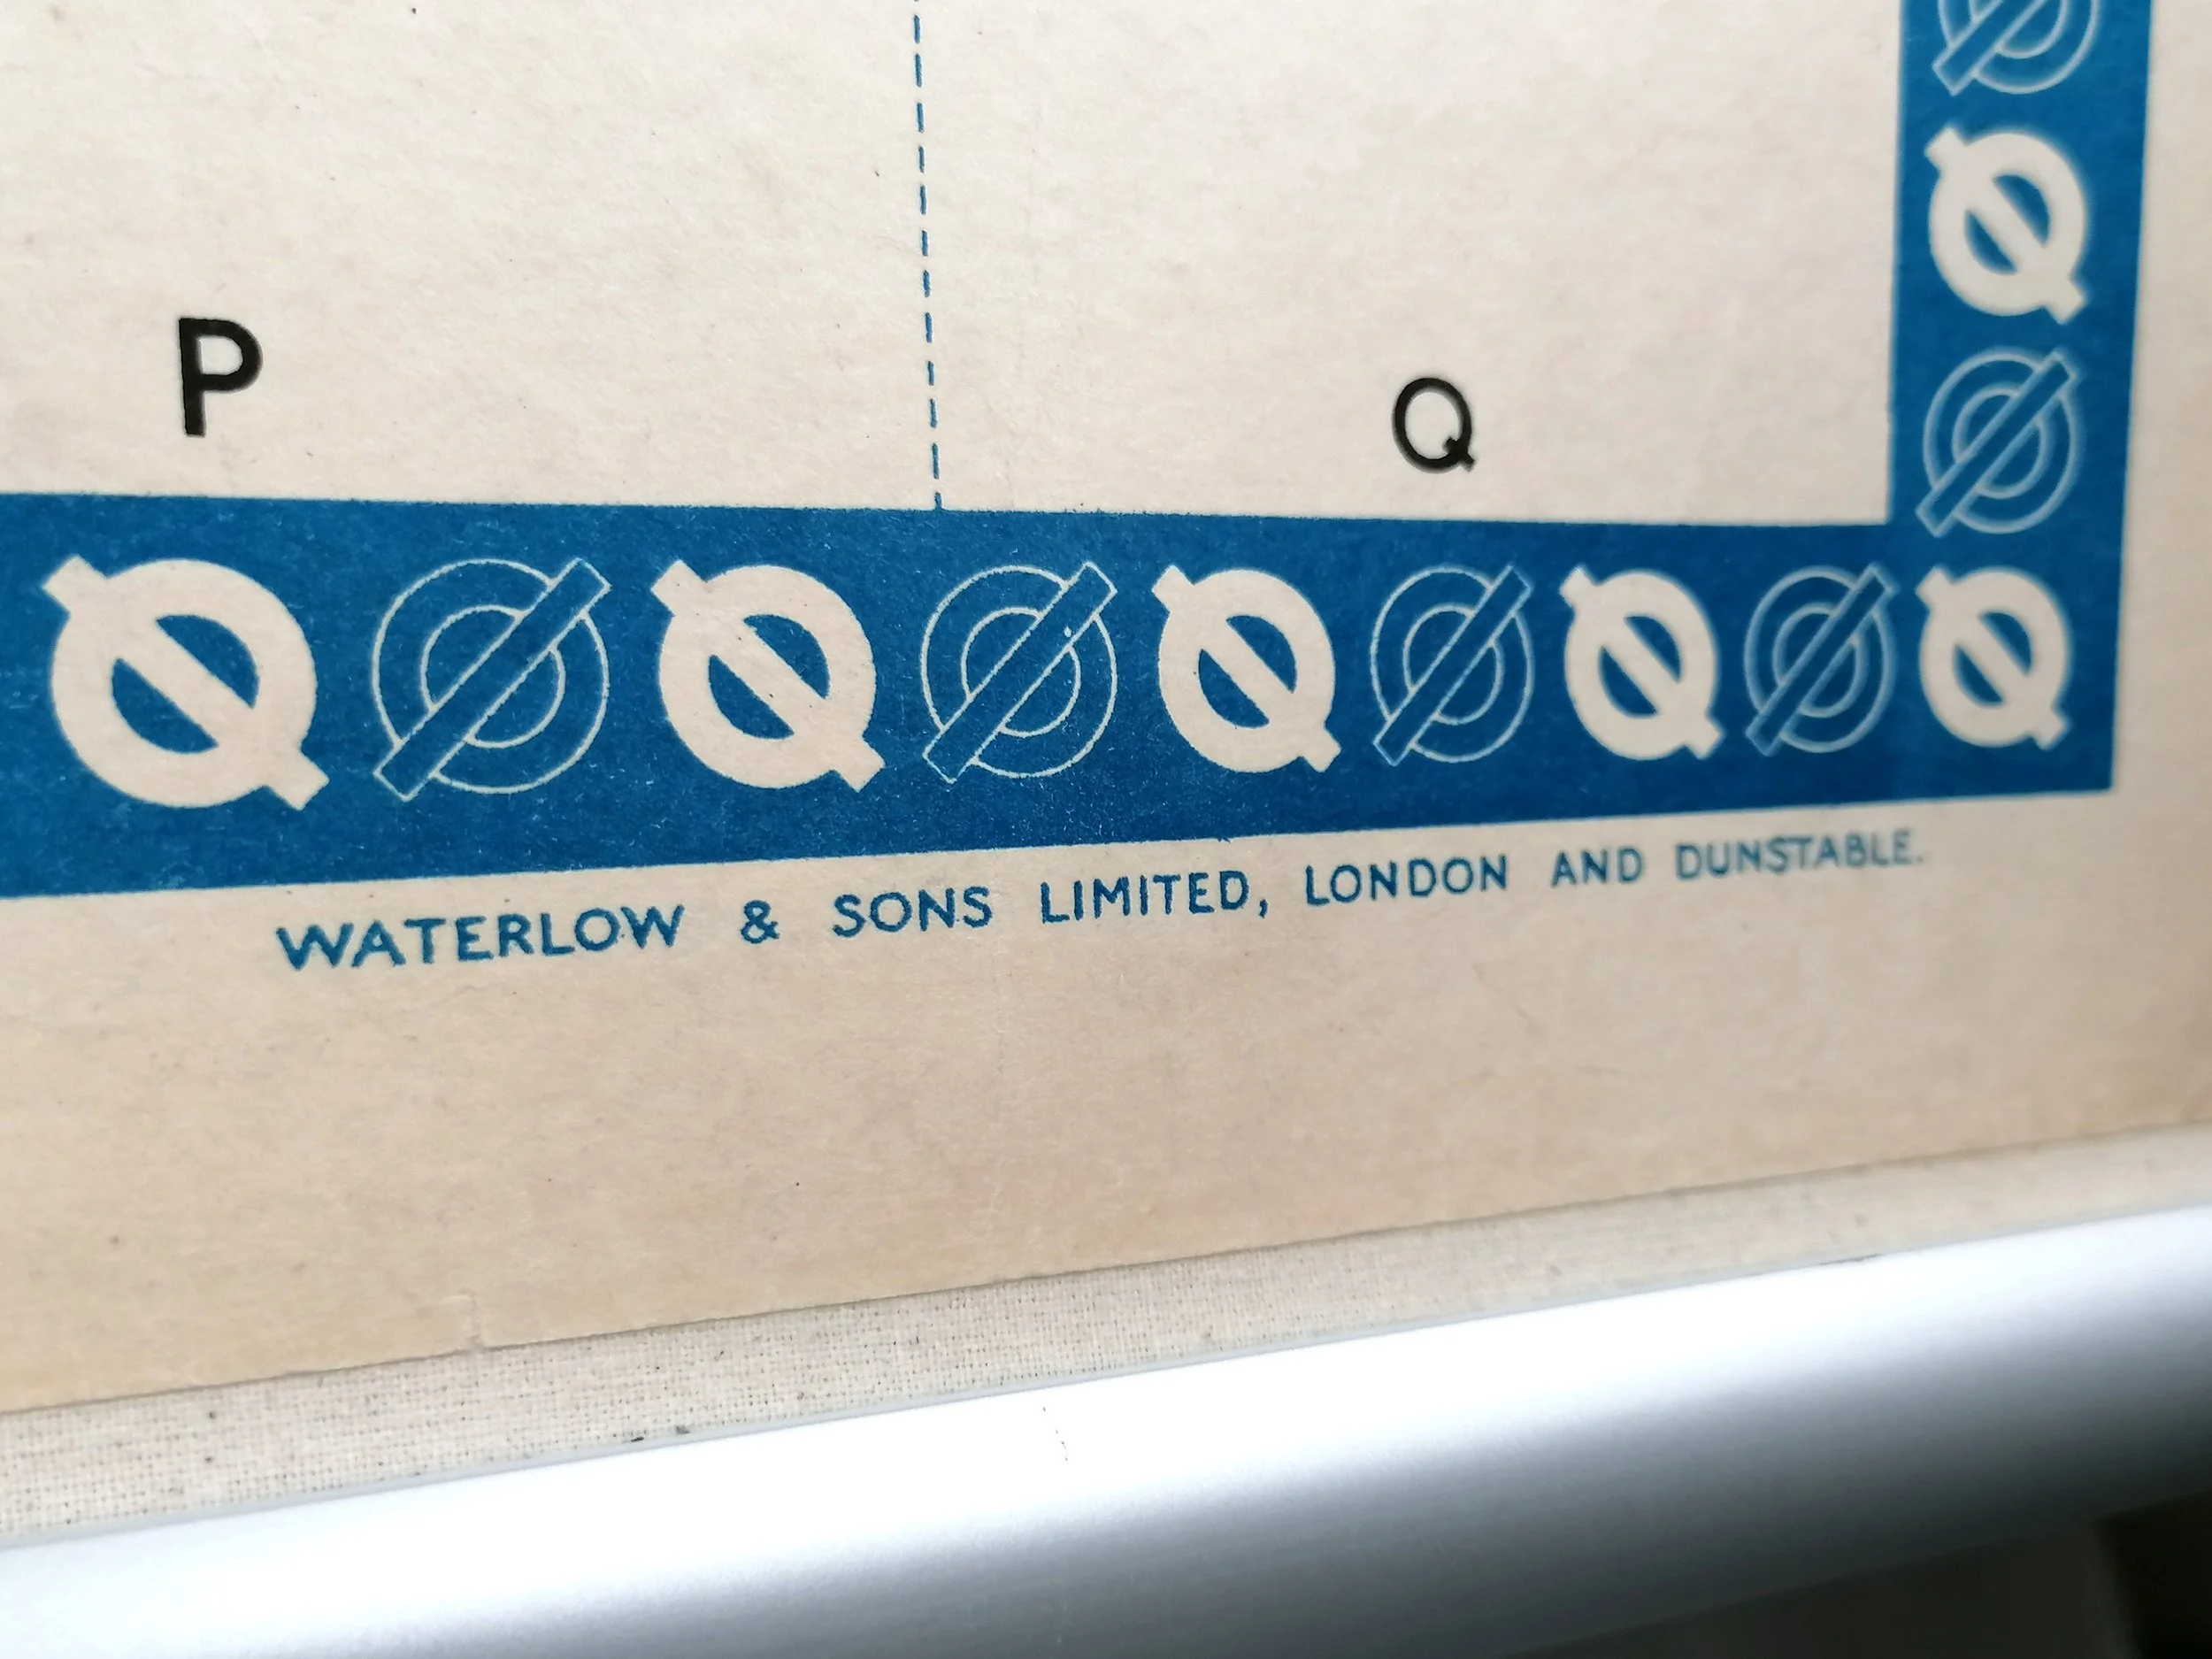 P Q
WATERLOW & SONS LIMITED, LONDON AND DUNSTABLE.